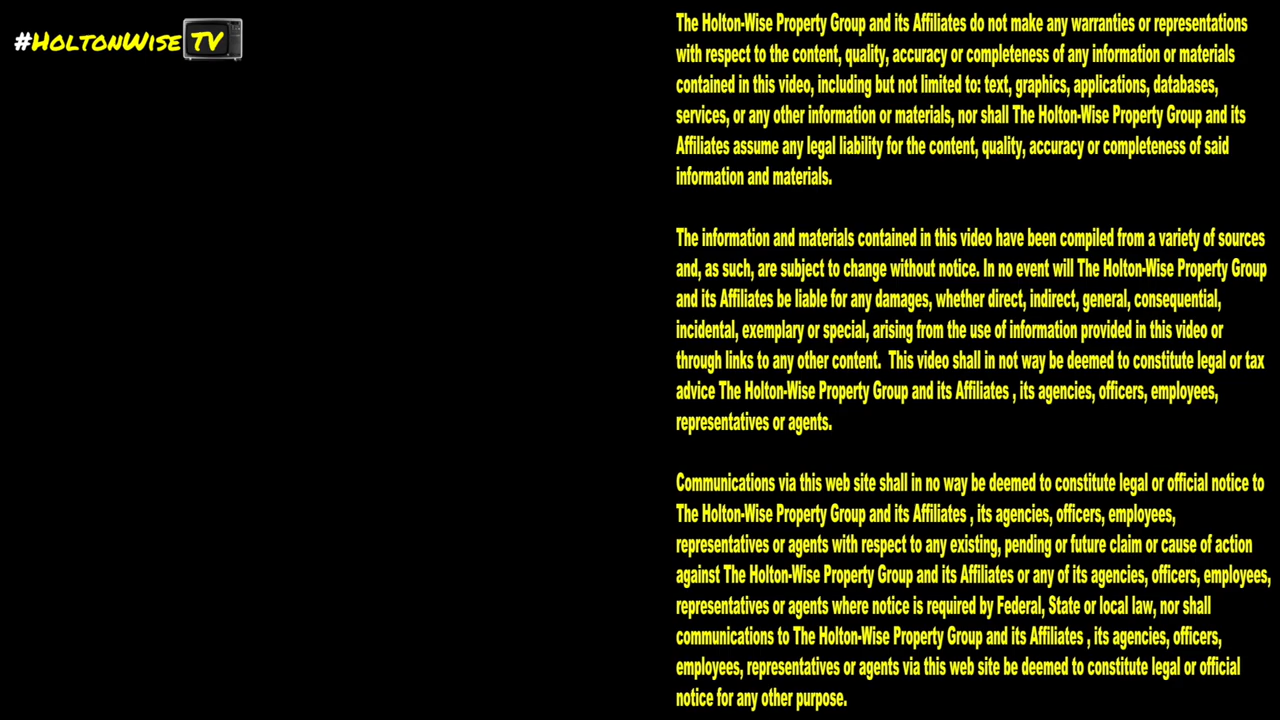 #HOLTONWISE TV
The Holton-Wise Property Group and its Affiliates do not make any warranties or representations
with respect to the content, quality, accuracy or completeness of any information or materials
contained in this video, including but not limited to: text, graphics, applications, databases,
services, or any other information or materials, nor shall The Holton-Wise Property Group and its
Affiliates assume any legal liability for the content, quality, accuracy or completeness of said
information and materials.
The information and materials contained in this video have been compiled from a variety of sources
and, as such, are subject to change without notice. In no event will The Holton-Wise Property Group
and its Affiliates be liable for any damages, whether direct, indirect, general, consequential,
incidental, exemplary or special, arising from the use of information provided in this video or
through links to any other content.  This video shall in not way be deemed to constitute legal or tax
advice The Holton-Wise Property Group and its Affiliates , its agencies, officers, employees,
representatives or agents.
Communications via this web site shall in no way be deemed to constitute legal or official notice to
The Holton-Wise Property Group and its Affiliates , its agencies, officers, employees,
representatives or agents with respect to any existing, pending or future claim or cause of action
against The Holton-Wise Property Group and its Affiliates or any of its agencies, officers, employees,
representatives or agents where notice is required by Federal, State or local law, nor shall
communications to The Holton-Wise Property Group and its Affiliates , its agencies, officers,
employees, representatives or agents via this web site be deemed to constitute legal or official
notice for any other purpose.